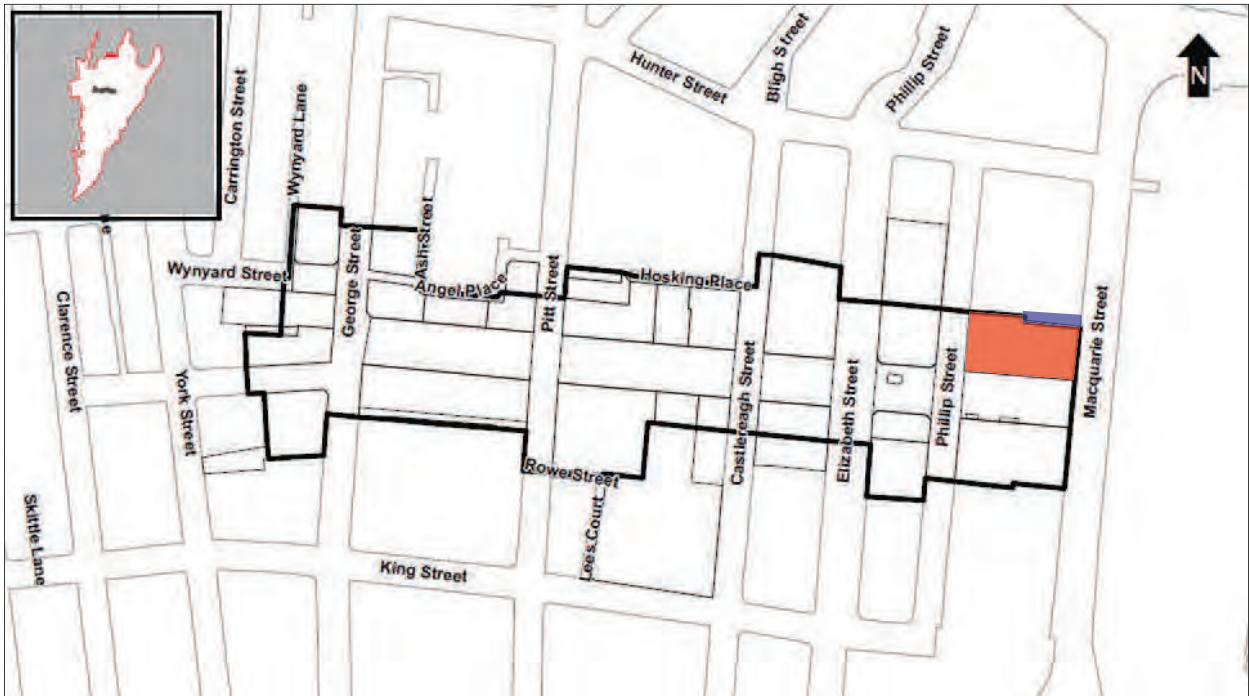 Hunter Street
Bligh Street
Phillip Street
N
Carrington Street
Wynyard Lane
Ash Street
Wynyard Street
George Street
Angel Place
Pitt Street
Hosking Place
Clarence Street
York Street
Castlereagh Street
Elizabeth Street
Phillip Street
Macquarie Street
Rowe Street
Skittle Lane
Lees Court
King Street